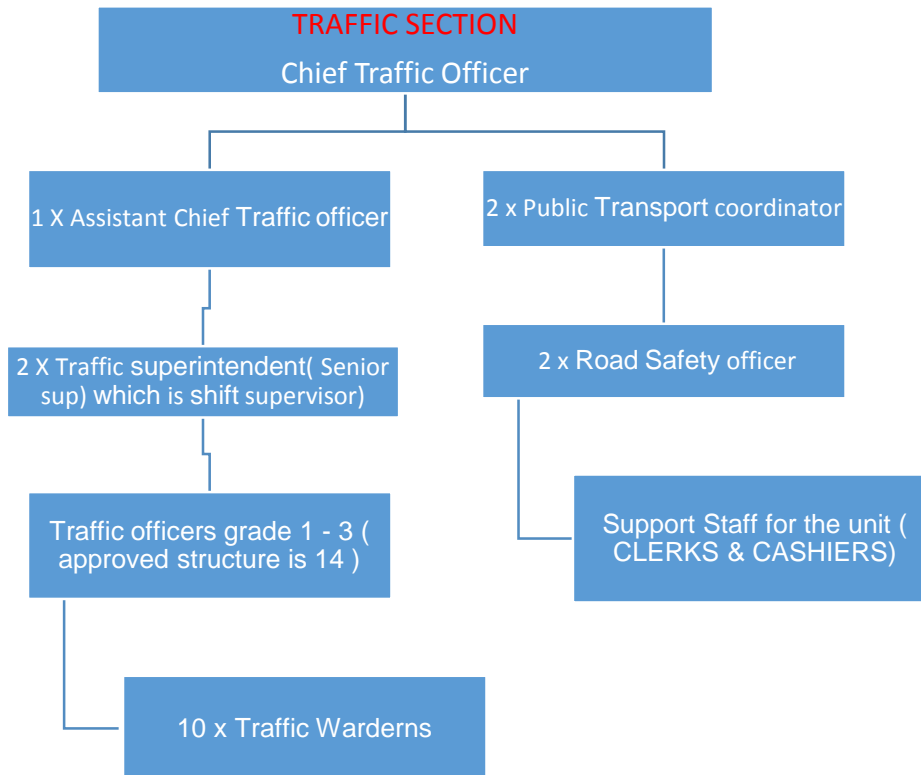 TRAFFIC SECTION
Chief Traffic Officer
1 X Assistant Chief Traffic officer
2 x Public Transport coordinator
2 X Traffic superintendent( Senior
sup) which is shift supervisor)
2 x Road Safety officer
Traffic officers grade 1 - 3 (
approved structure is 14 )
Support Staff for the unit (
CLERKS & CASHIERS)
10 x Traffic Warderns